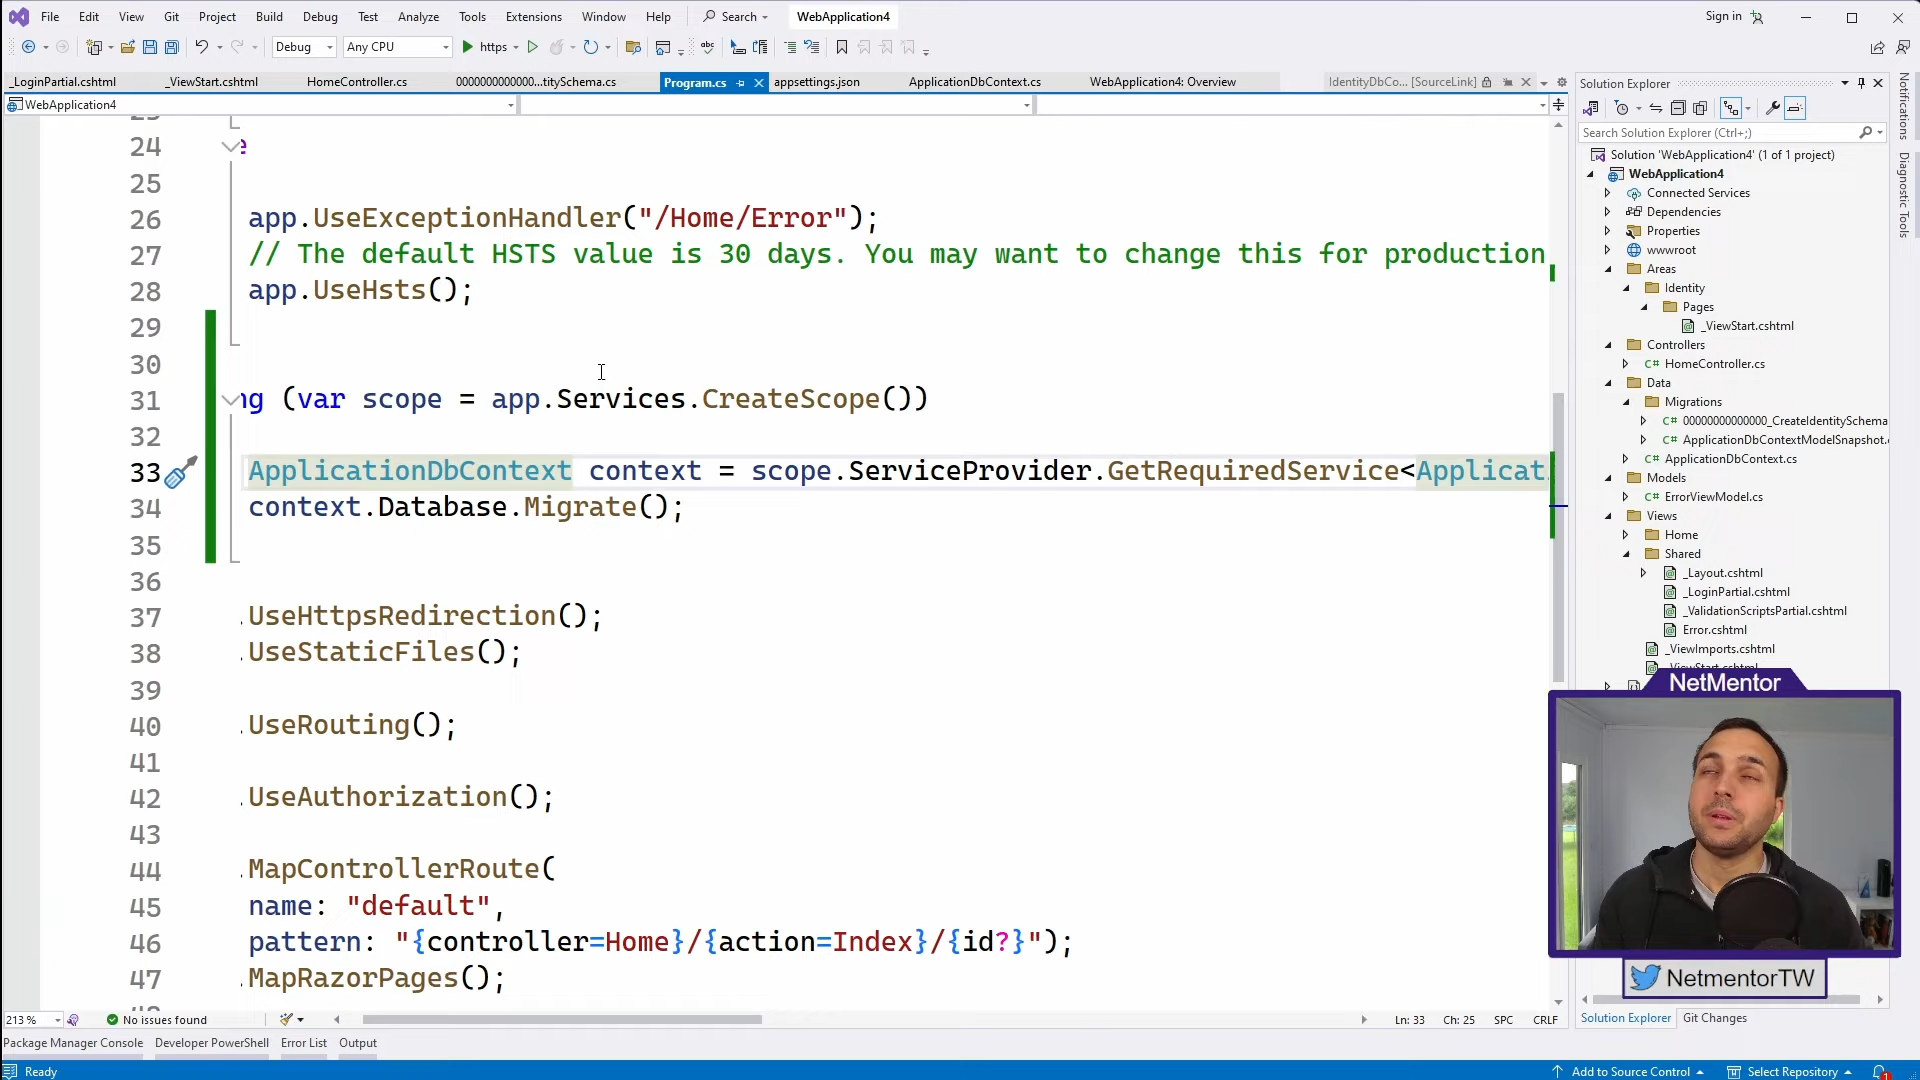 File Edit View Git Project Build Debug Test Analyze Tools Extensions Window Help Search WebApplication4 Sign in
Debug Any CPU https
_LoginPartial.cshtml _ViewStart.cshtml HomeController.cs 0000000000000...titySchema.cs Program.cs appsettings.json ApplicationDbContext.cs WebApplication4: Overview IdentityDbCo... [SourceLink]
WebApplication4
24 e
25
26 app.UseExceptionHandler("/Home/Error");
27 // The default HSTS value is 30 days. You may want to change this for production
28 app.UseHsts();
29
30
31 ng (var scope = app.Services.CreateScope())
32
33 ApplicationDbContext context = scope.ServiceProvider.GetRequiredService<Applicat
34 context.Database.Migrate();
35
36
37 .UseHttpsRedirection();
38 .UseStaticFiles();
39
40 .UseRouting();
41
42 .UseAuthorization();
43
44 .MapControllerRoute(
45 name: "default",
46 pattern: "{controller=Home}/{action=Index}/{id?}");
47 .MapRazorPages();
213 % No issues found Ln: 33 Ch: 25 SPC CRLF
Package Manager Console Developer PowerShell Error List Output
Ready Add to Source Control Select Repository 1
Solution Explorer
Search Solution Explorer (Ctrl+;)
Solution 'WebApplication4' (1 of 1 project)
WebApplication4
Connected Services
Dependencies
Properties
wwwroot
Areas
Identity
Pages
_ViewStart.cshtml
Controllers
C# HomeController.cs
Data
Migrations
C# 00000000000000_CreateIdentitySchema
C# ApplicationDbContextModelSnapshot.
C# ApplicationDbContext.cs
Models
C# ErrorViewModel.cs
Views
Home
Shared
_Layout.cshtml
_LoginPartial.cshtml
_ValidationScriptsPartial.cshtml
Error.cshtml
_ViewImports.cshtml
_ViewStart.cshtml
NetMentor
NetmentorTW
Solution Explorer Git Changes
Notifications
Diagnostic Tools